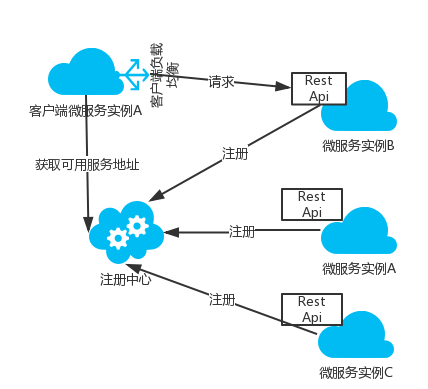 客户端负载
均衡
请求
Rest
Api
客户端微服务实例A
微服务实例B
注册
获取可用服务地址
Rest
Api
注册
微服务实例A
注册中心
注册
Rest
Api
微服务实例C